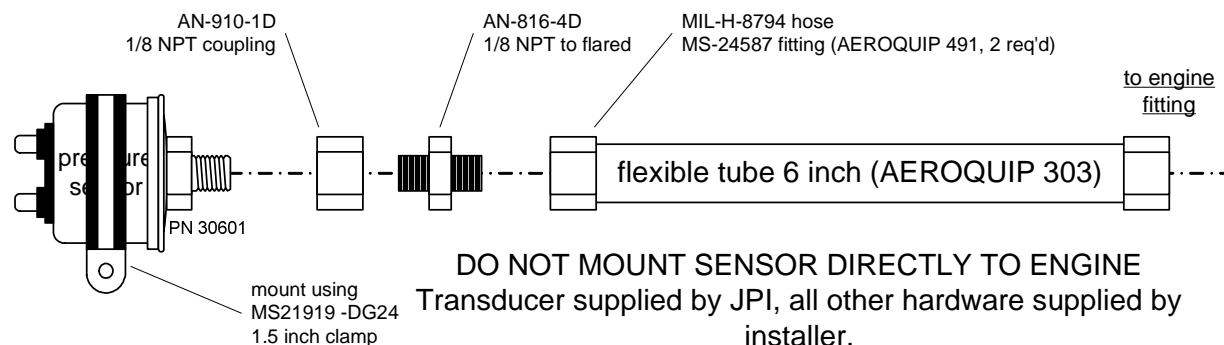 AN-910-1D
1/8 NPT coupling
AN-816-4D
1/8 NPT to flared
MIL-H-8794 hose
MS-24587 fitting (AEROQUIP 491, 2 req'd)
to engine
fitting
pressure
sensor
PN 30601
flexible tube 6 inch (AEROQUIP 303)
mount using
MS21919 -DG24
1.5 inch clamp
DO NOT MOUNT SENSOR DIRECTLY TO ENGINE
Transducer supplied by JPI, all other hardware supplied by
installer.